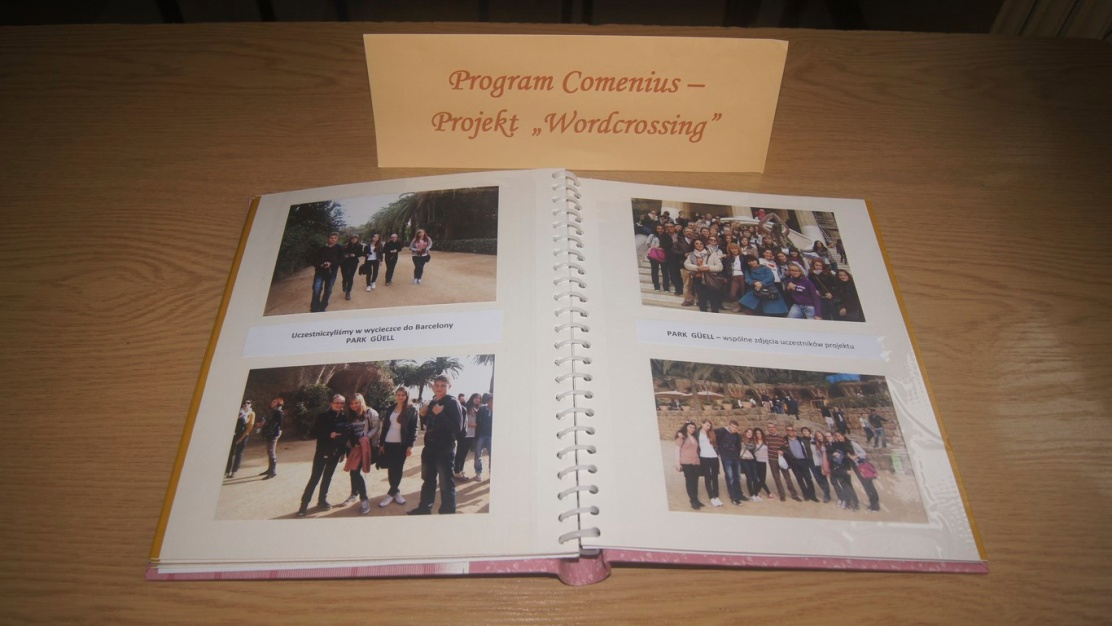 Program Comenius –
Projekt „Wordcrossing”
Uczestniczyliśmy w wycieczce do Barcelony
PARK GÜELL
PARK GÜELL – wspólne zdjęcia uczestników projektu